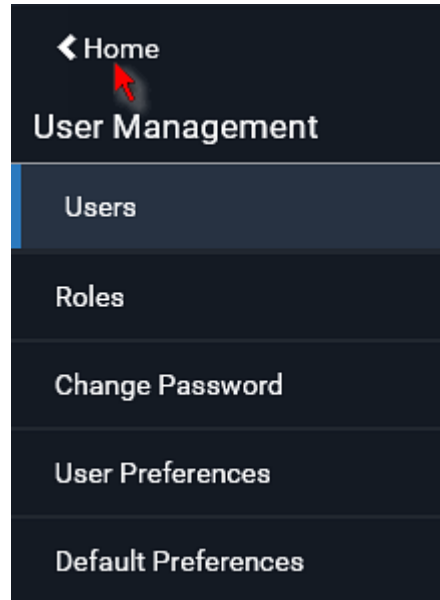 Home
User Management
Users
Roles
Change Password
User Preferences
Default Preferences